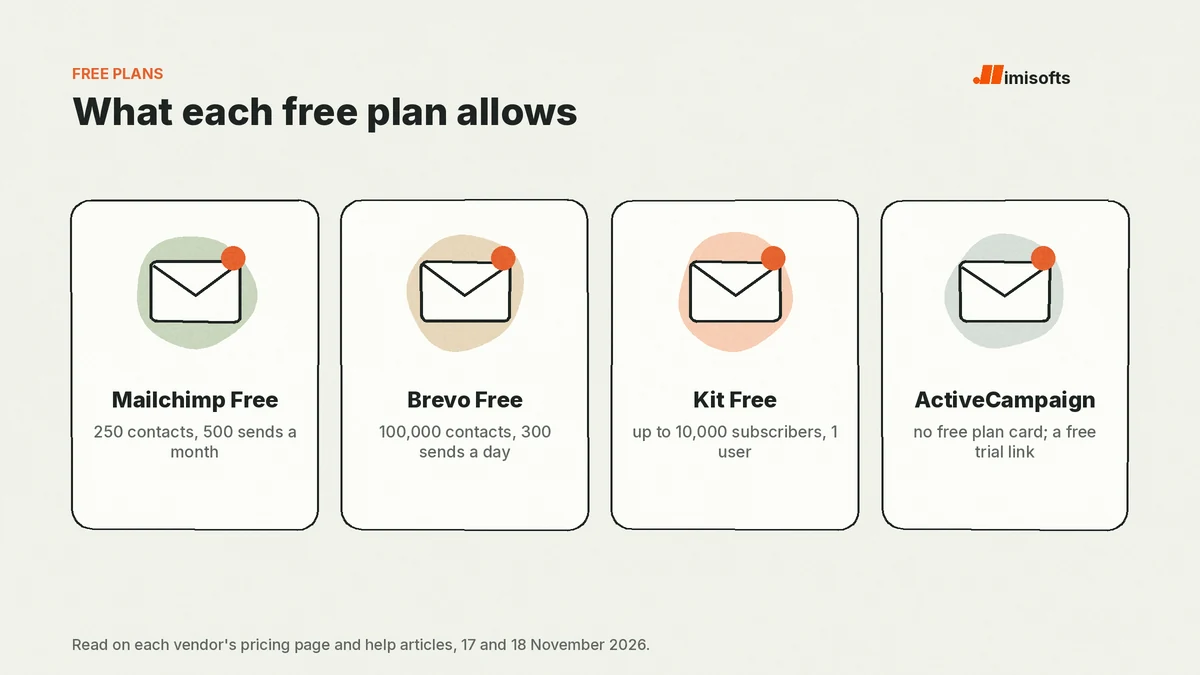 FREE PLANS
imisofts
What each free plan allows
Mailchimp Free
250 contacts, 500 sends a
month
Brevo Free
100,000 contacts, 300
sends a day
Kit Free
up to 10,000 subscribers, 1
user
ActiveCampaign
no free plan card; a free
trial link
Read on each vendor's pricing page and help articles, 17 and 18 November 2026.